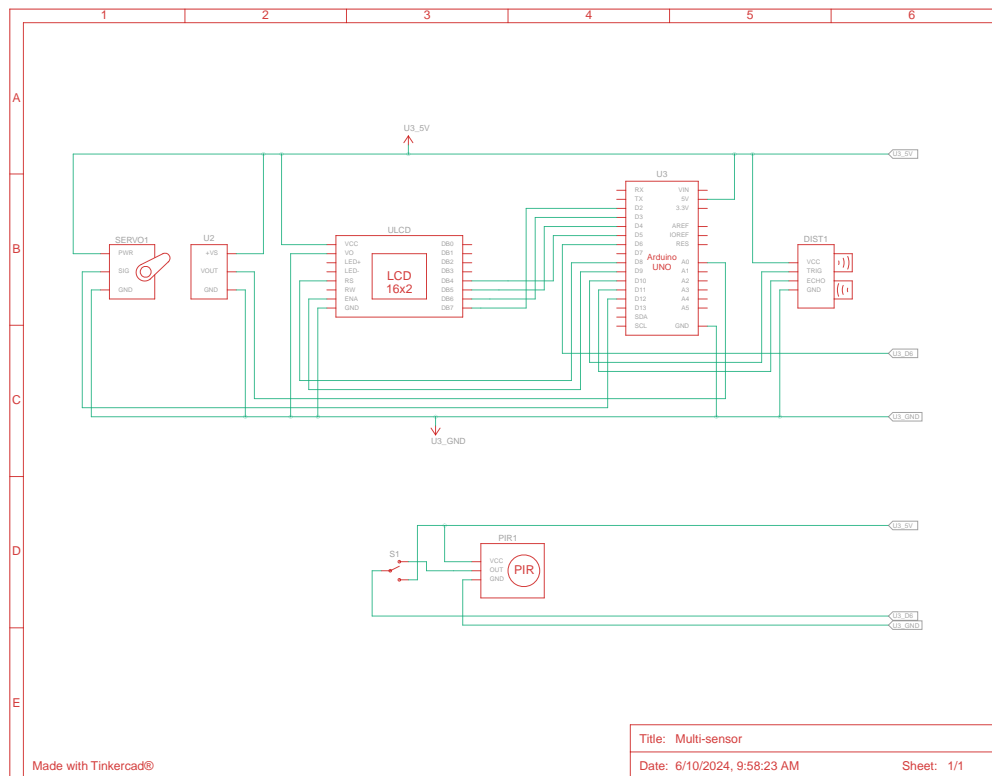 1 2 3 4 5 6
A
U3_5V
U3_5V
B
SERVO1
PWR
SIG
GND
U2
+VS
VOUT
GND
ULCD
VCC
VO
LED+
LED-
RS
RW
ENA
GND
LCD
16x2
DB0
DB1
DB2
DB3
DB4
DB5
DB6
DB7
U3
RX
TX
D2
D3
D4
D5
D6
D7
D8
D9
D10
D11
D12
D13
SDA
SCL
Arduino
UNO
VIN
5V
3.3V
AREF
IOREF
RES
A0
A1
A2
A3
A4
A5
GND
DIST1
VCC
TRIG
ECHO
GND
U3_D6
C
U3_GND
U3_GND
D
U3_5V
S1
PIR1
VCC
OUT
GND
PIR
U3_D6
U3_GND
E
Title: Multi-sensor
Made with Tinkercad®
Date: 6/10/2024, 9:58:23 AM Sheet: 1/1